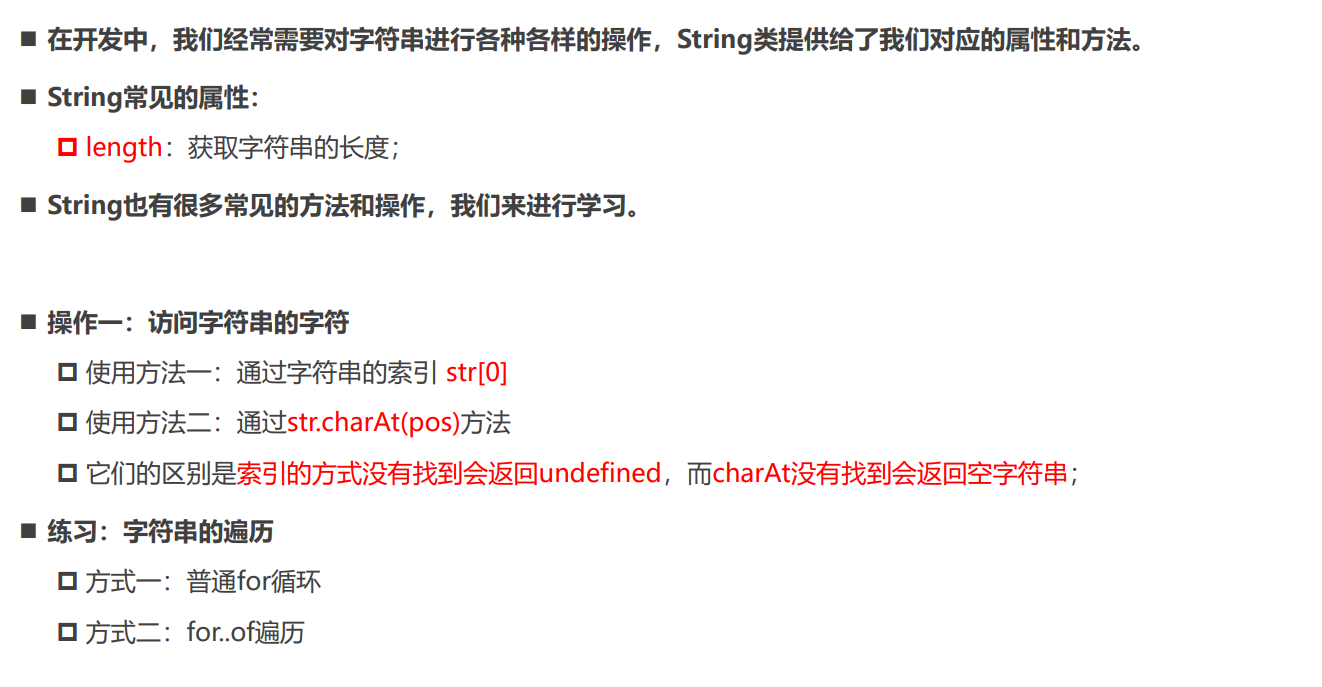 在开发中，我们经常需要对字符串进行各种各样的操作，String类提供给了我们对应的属性和方法。
String常见的属性：
length：获取字符串的长度；
String也有很多常见的方法和操作，我们来进行学习。
操作一：访问字符串的字符
使用方法一：通过字符串的索引 str[0]
使用方法二：通过str.charAt(pos)方法
它们的区别是索引的方式没有找到会返回undefined，而charAt没有找到会返回空字符串；
练习：字符串的遍历
方式一：普通for循环
方式二：for..of遍历